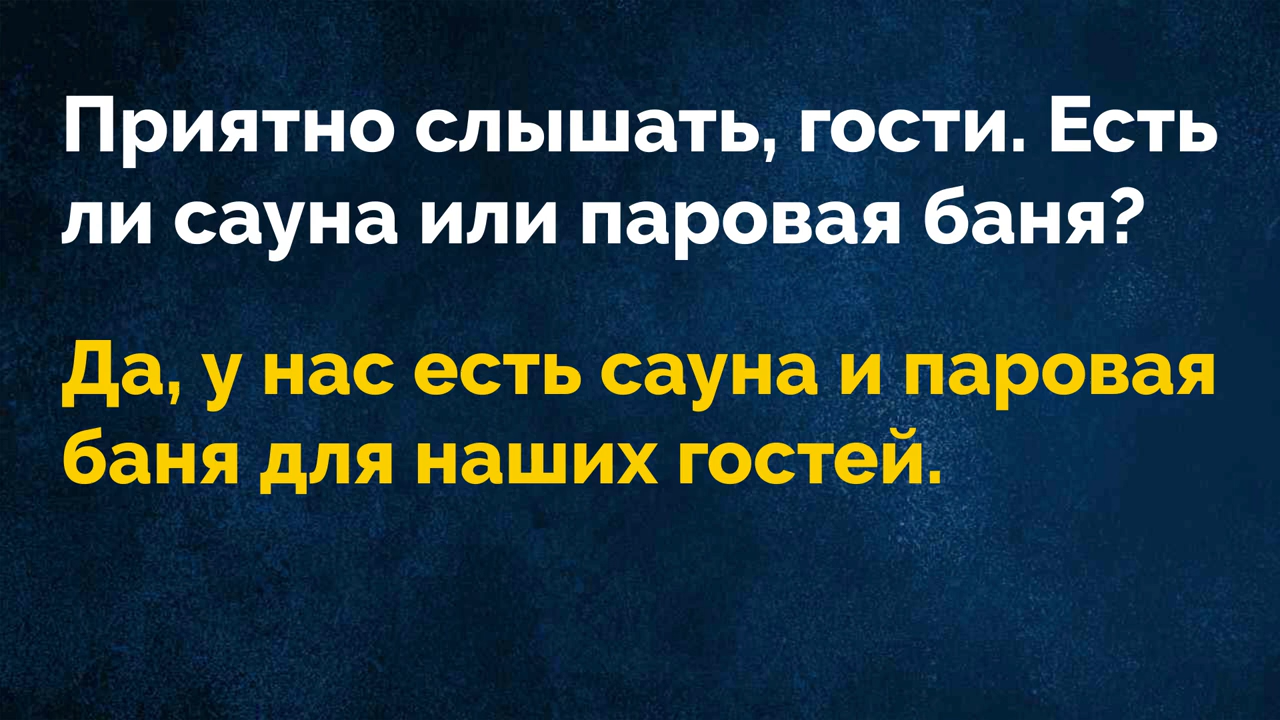 Приятно слышать, гости. Есть
ли сауна или паровая баня?
Да, у нас есть сауна и паровая
баня для наших гостей.